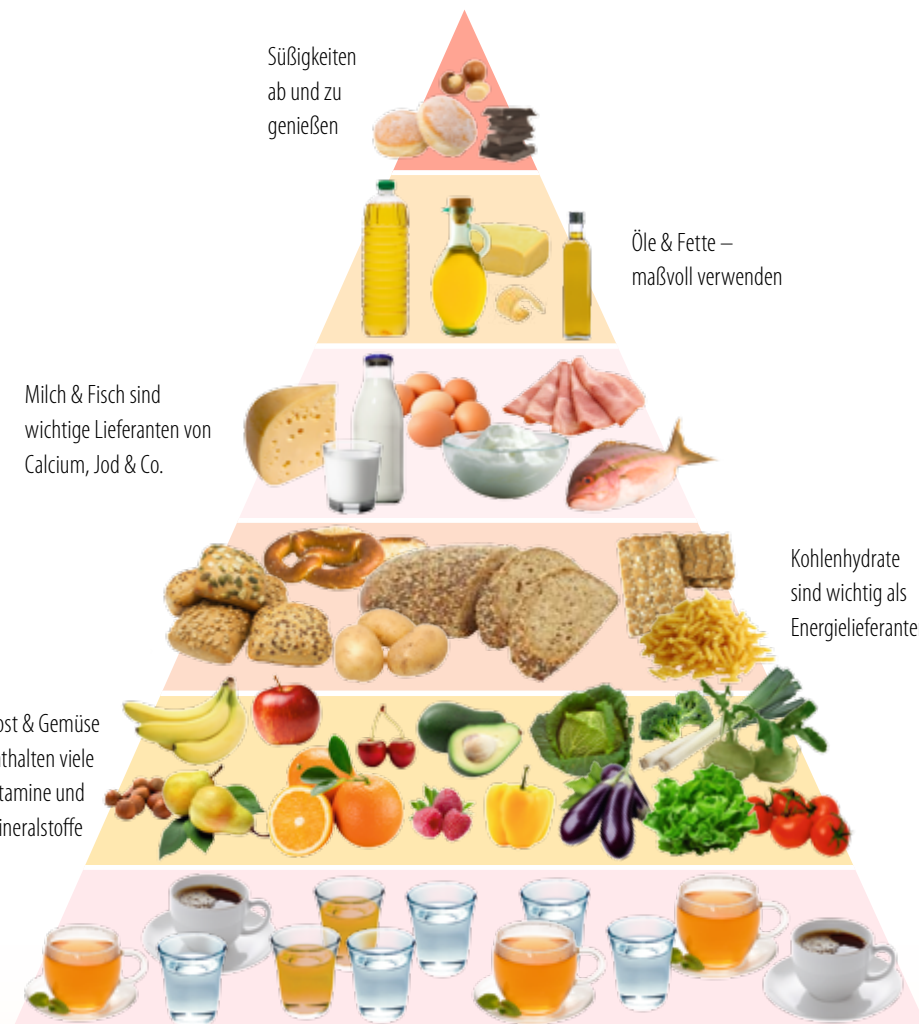 Süßigkeiten
ab und zu
genießen
Öle & Fette –
maßvoll verwenden
Milch & Fisch sind
wichtige Lieferanten von
Calcium, Jod & Co.
Kohlenhydrate
sind wichtig als
Energielieferante
ost & Gemüse
nthalten viele
tamine und
ineralstoffe